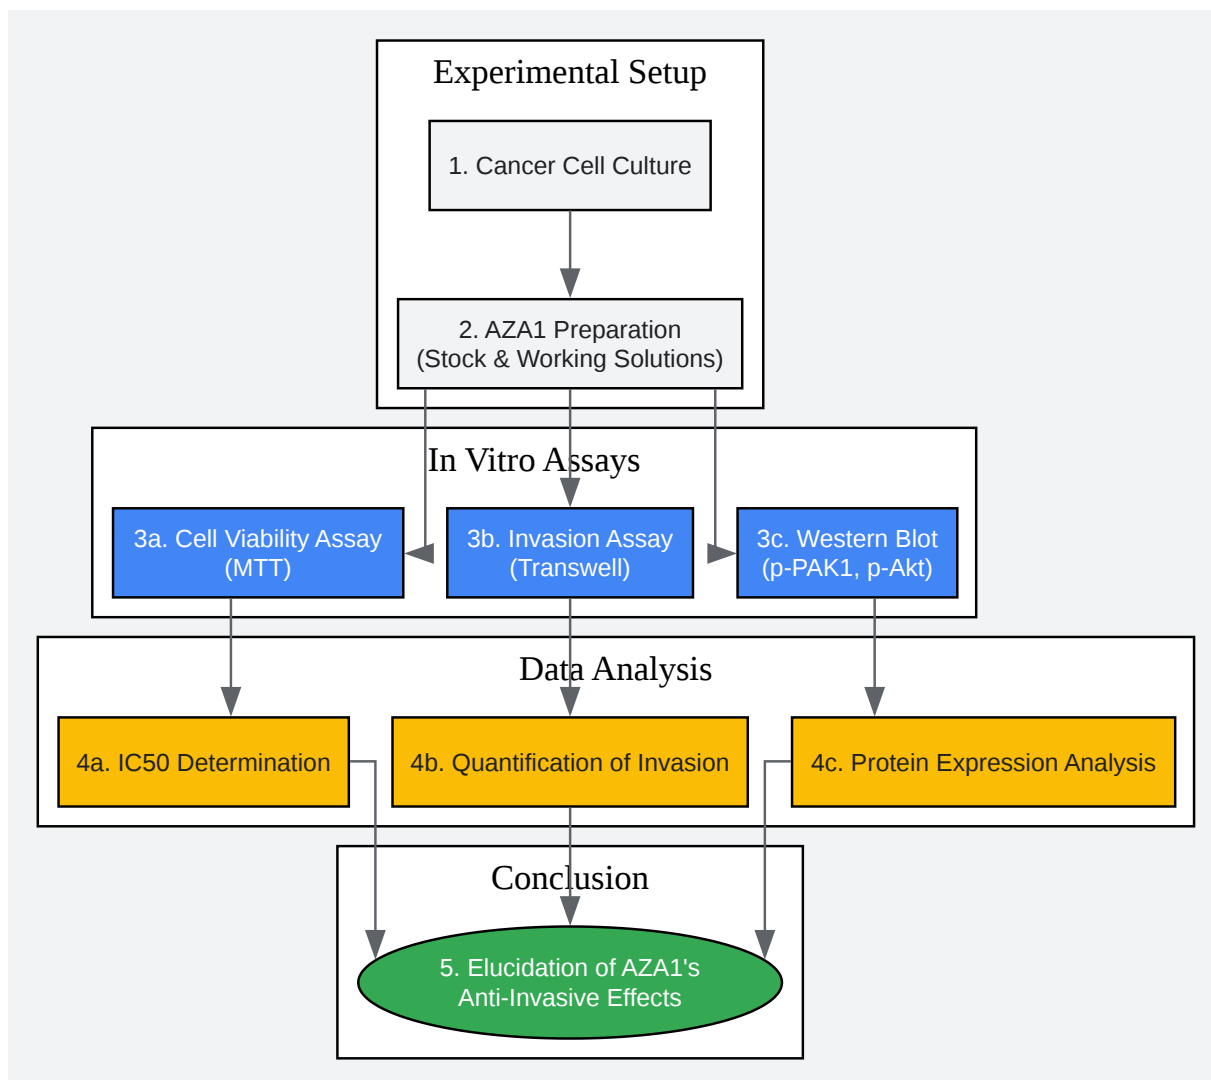 Experimental Setup
1. Cancer Cell Culture
2. AZA1 Preparation
(Stock & Working Solutions)
In Vitro Assays
3a. Cell Viability Assay
(MTT)
3b. Invasion Assay
(Transwell)
3c. Western Blot
(p-PAK1, p-Akt)
Data Analysis
4a. IC50 Determination
4b. Quantification of Invasion
4c. Protein Expression Analysis
Conclusion
5. Elucidation of AZA1's
Anti-Invasive Effects